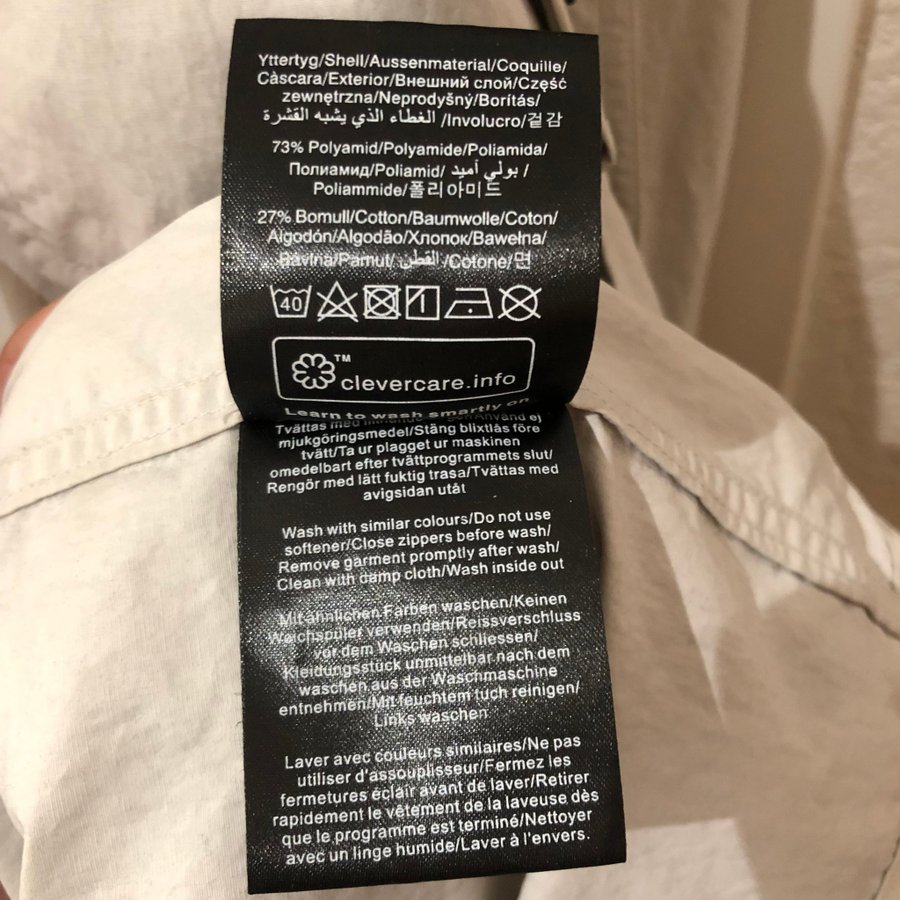 Yttertyg/Shell/Aussenmaterial/Coquille/
Càscara/Exterior/Внешний слой/Część
zewnętrzna/Neprodyšný/Borítás/
الغطاء الذي يشبه القشرة /Involucro/겉감
73% Polyamid/Polyamide/Poliamida/
Полиамид/Poliamid/ بولي أميد /
Poliammide/폴리아미드
27% Bomull/Cotton/Baumwolle/Coton/
Algodón/Algodão/Хлопок/Bawełna/
Bavlna/Pamut/ القطن /Cotone/면
40
™
clevercare.info
Learn to wash smartly on
Tvättas med Använd ej
mjukgöringsmedel/Stäng blixtlås före
tvätt/Ta ur plagget ur maskinen
omedelbart efter tvättprogrammets slut/
Rengör med lätt fuktig trasa/Tvättas med
avigsidan utåt
Wash with similar colours/Do not use
softener/Close zippers before wash/
Remove garment promptly after wash/
Clean with damp cloth/Wash inside out
Mit ähnlichen Farben waschen/Keinen
Weichspüler verwenden/Reissverschluss
vor dem Waschen schliessen/
Kleidungsstück unmittelbar nach dem
waschen aus der Waschmaschine
entnehmen/Mit feuchtem tuch reinigen/
Links waschen
Laver avec couleurs similaires/Ne pas
utiliser d'assouplisseur/Fermez les
fermetures éclair avant de laver/Retirer
rapidement le vêtement de la laveuse dès
que le programme est terminé/Nettoyer
avec un linge humide/Laver à l'envers.